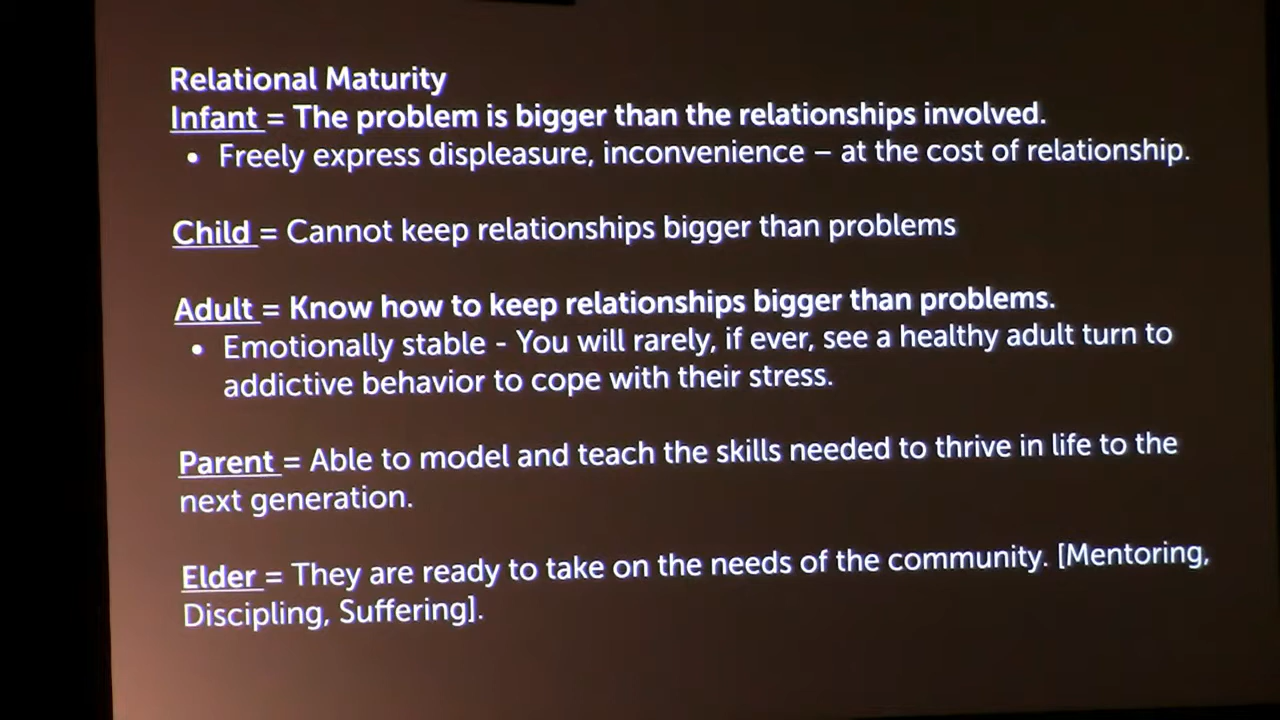 Relational Maturity
Infant = The problem is bigger than the relationships involved.
• Freely express displeasure, inconvenience – at the cost of relationship.
Child = Cannot keep relationships bigger than problems
Adult = Know how to keep relationships bigger than problems.
• Emotionally stable - You will rarely, if ever, see a healthy adult turn to
addictive behavior to cope with their stress.
Parent = Able to model and teach the skills needed to thrive in life to the
next generation.
Elder = They are ready to take on the needs of the community. [Mentoring,
Discipling, Suffering].